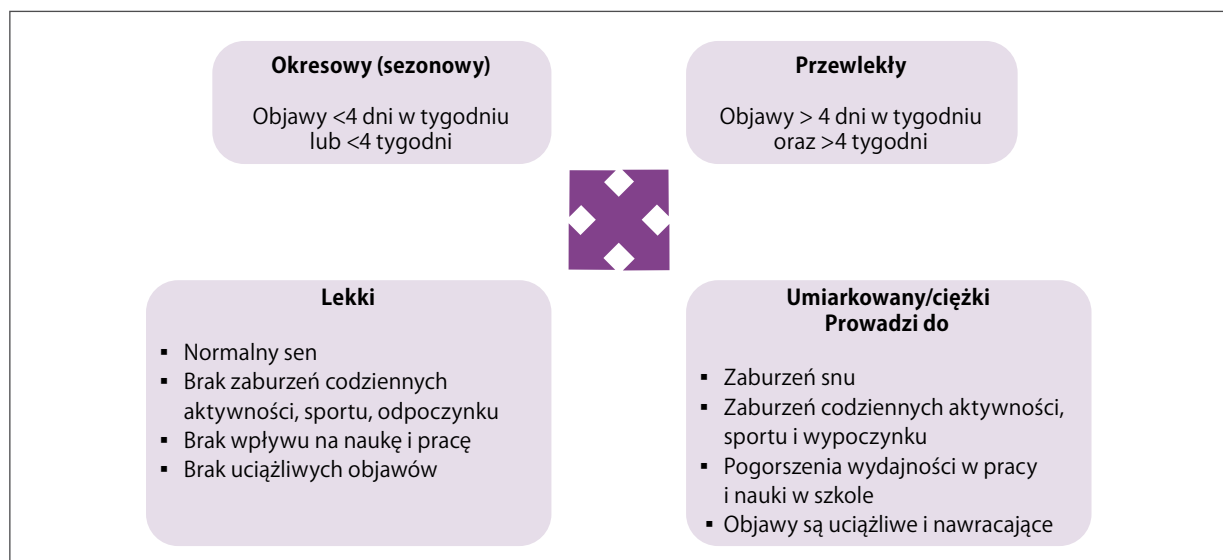 Okresowy (sezonowy)
Objawy <4 dni w tygodniu
lub <4 tygodni
Przewlekły
Objawy > 4 dni w tygodniu
oraz >4 tygodni
Lekki
▪ Normalny sen
▪ Brak zaburzeń codziennych
aktywności, sportu, odpoczynku
▪ Brak wpływu na naukę i pracę
▪ Brak uciążliwych objawów
Umiarkowany/ciężki
Prowadzi do
▪ Zaburzeń snu
▪ Zaburzeń codziennych aktywności,
sportu i wypoczynku
▪ Pogorszenia wydajności w pracy
i nauki w szkole
▪ Objawy są uciążliwe i nawracające